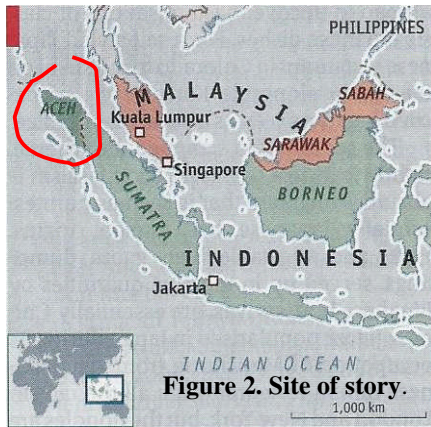 PHILIPPINES
MALAYSIA
SABAH
ACEH
Kuala Lumpur
SARAWAK
Singapore
BORNEO
SUMATRA
INDONESIA
Jakarta
INDIAN OCEAN
Figure 2. Site of story.
1,000 km